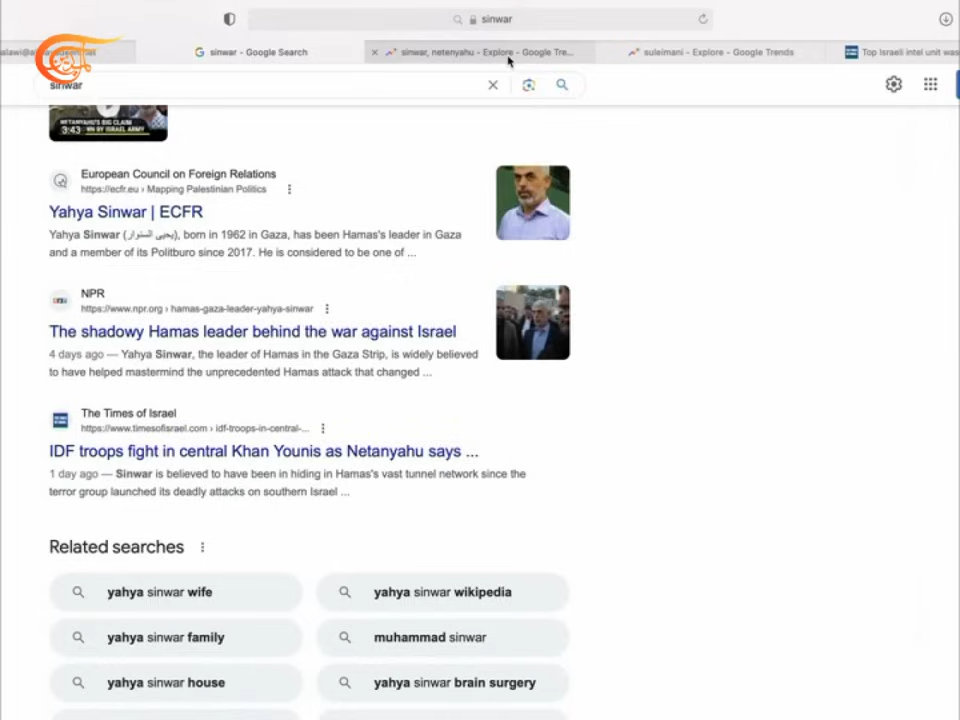 sinwar
sinwar - Google Search
sinwar, netenyahu - Explore - Google Tre...
suleimani - Explore - Google Trends
Top Israeli intel unit was
sinwar
3:43
European Council on Foreign Relations
https://ecfr.eu › Mapping Palestinian Politics
Yahya Sinwar | ECFR
Yahya Sinwar (يحيى السنوار), born in 1962 in Gaza, has been Hamas's leader in Gaza
and a member of its Politburo since 2017. He is considered to be one of ...
NPR
https://www.npr.org › hamas-gaza-leader-yahya-sinwar
The shadowy Hamas leader behind the war against Israel
4 days ago — Yahya Sinwar, the leader of Hamas in the Gaza Strip, is widely believed
to have helped mastermind the unprecedented Hamas attack that changed ...
The Times of Israel
https://www.timesofisrael.com › idf-troops-in-central-...
IDF troops fight in central Khan Younis as Netanyahu says ...
1 day ago — Sinwar is believed to have been in hiding in Hamas's vast tunnel network since the
terror group launched its deadly attacks on southern Israel ...
Related searches
yahya sinwar wife
yahya sinwar wikipedia
yahya sinwar family
muhammad sinwar
yahya sinwar house
yahya sinwar brain surgery